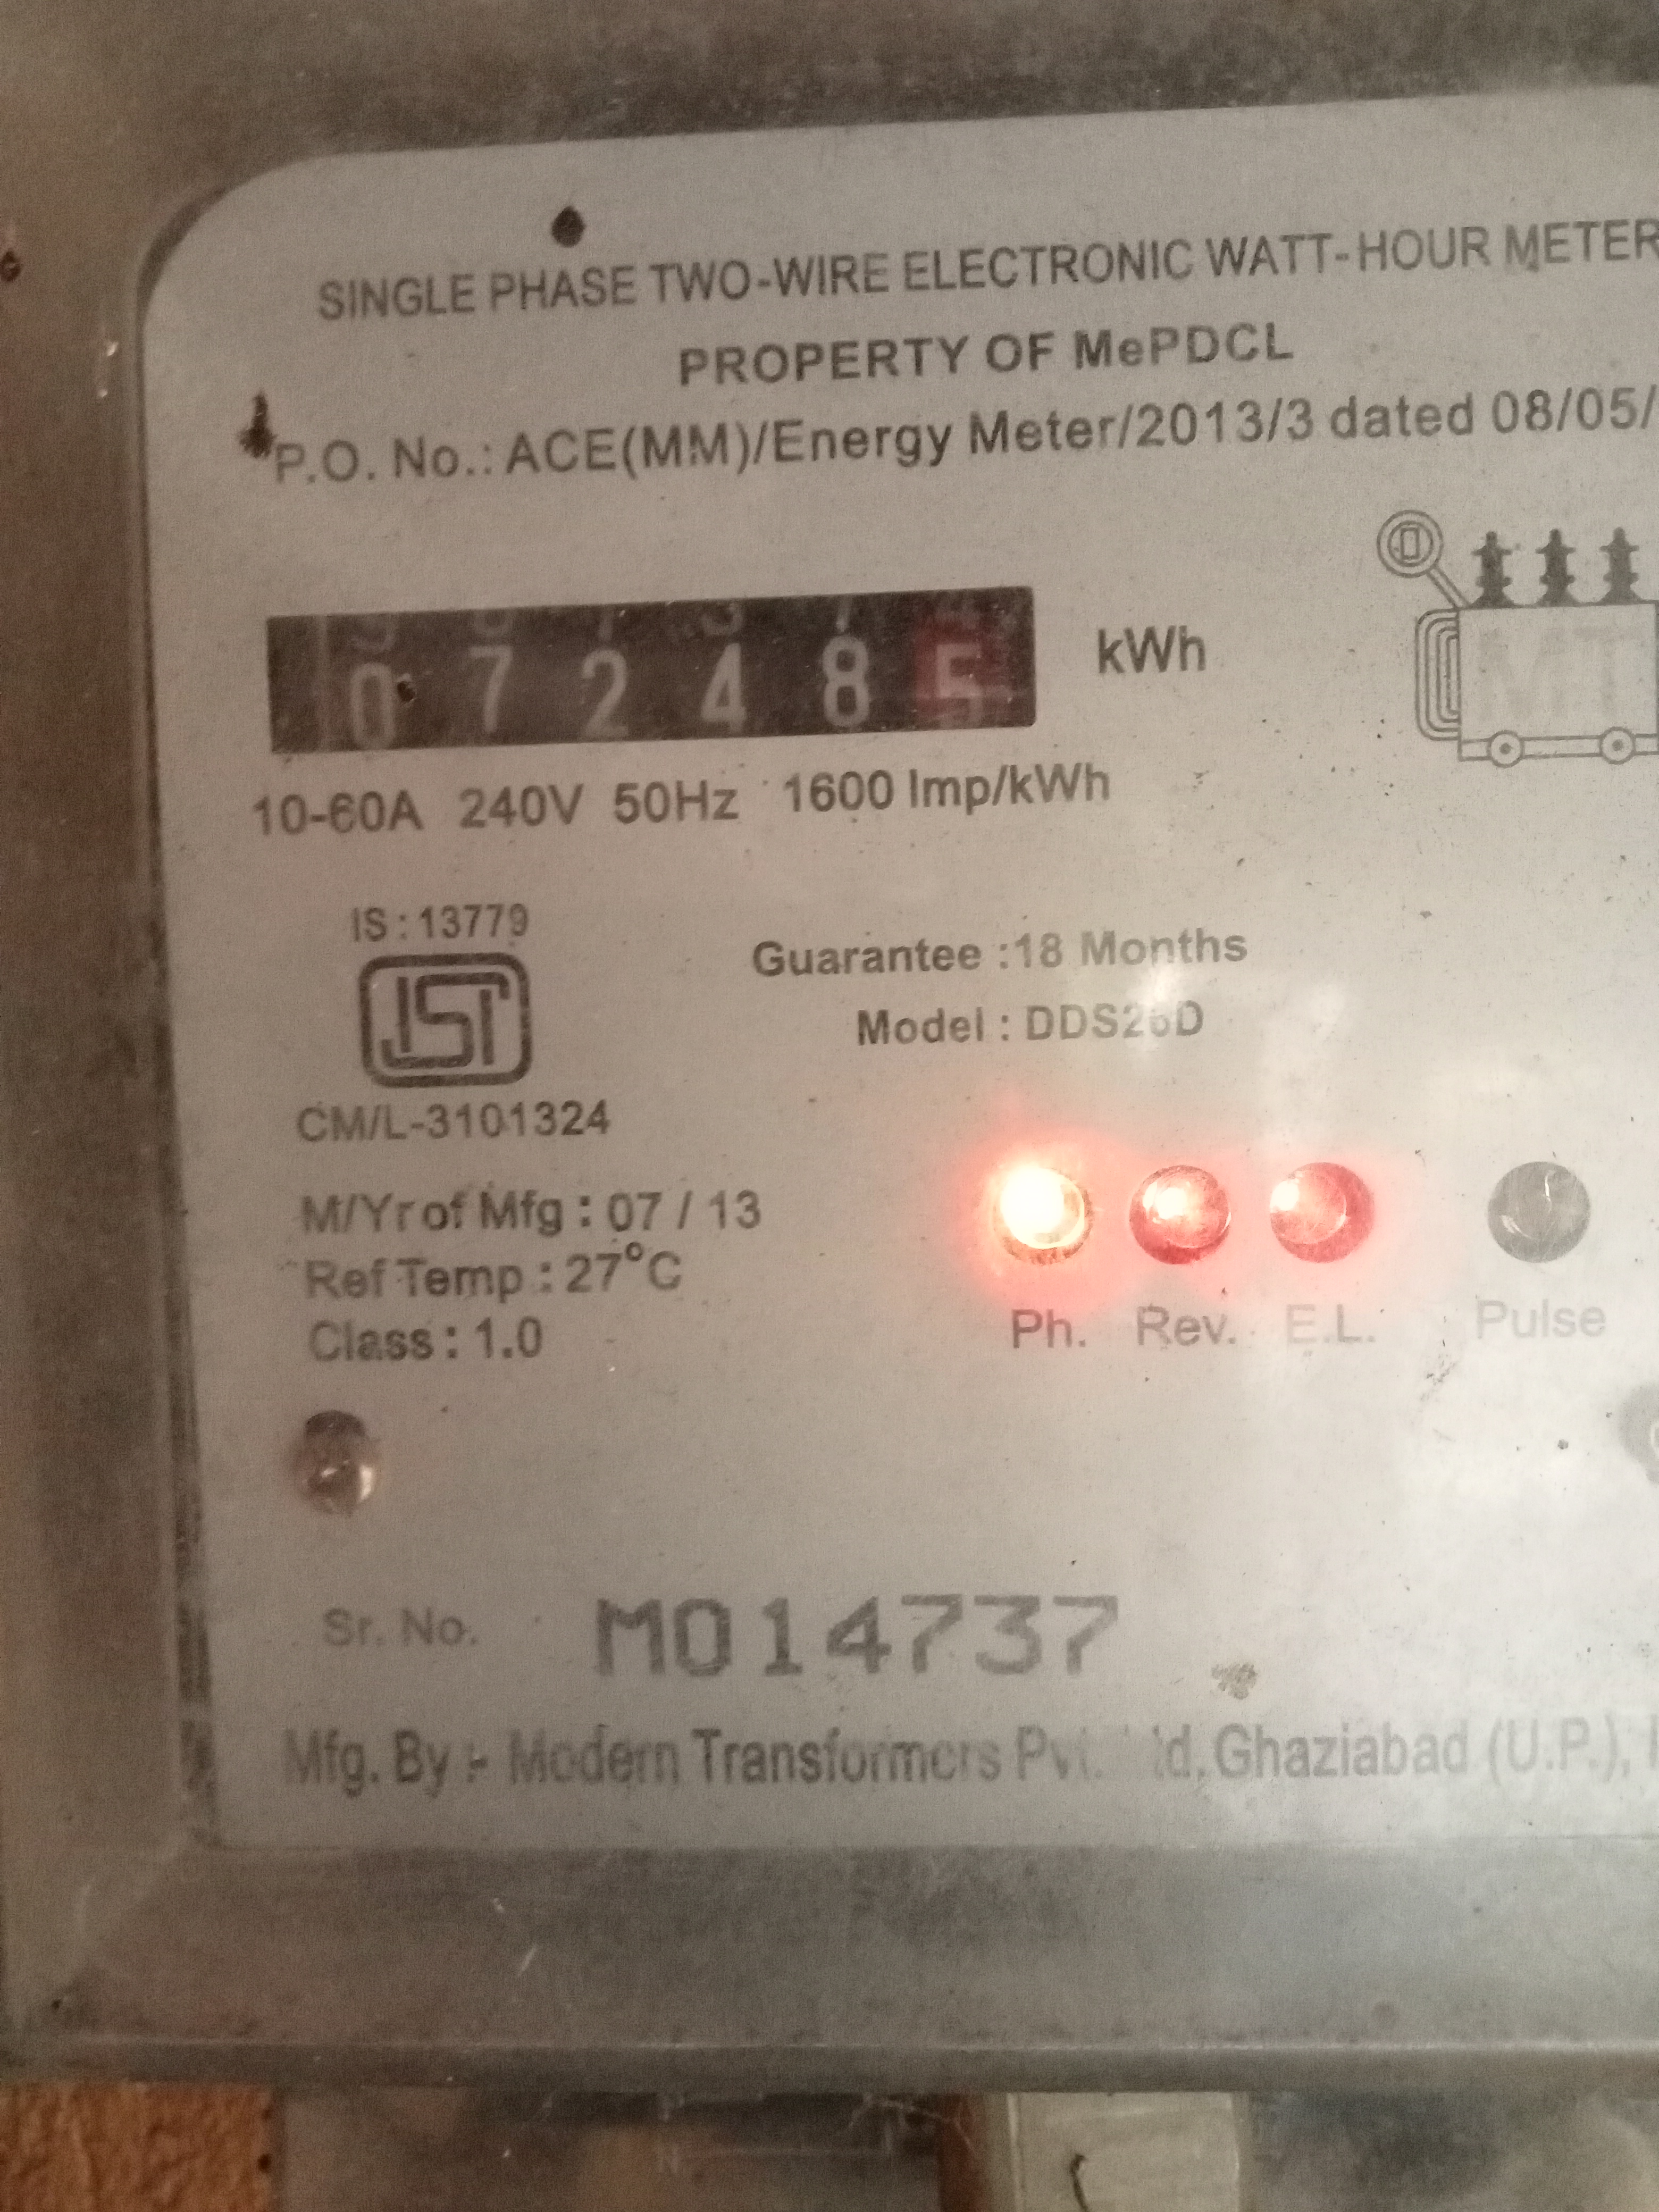 SINGLE PHASE TWO-WIRE ELECTRONIC WATT-HOUR METER
PROPERTY OF MePDCL
P.O. No.: ACE(MM)/Energy Meter/2013/3 dated 08/05/
0 7 2 4 8 5 kWh
MT
10-60A 240V 50Hz 1600 Imp/kWh
IS : 13779
ISI
CM/L-3101324
Guarantee :18 Months
Model : DDS26D
M/Yr of Mfg : 07 / 13
Ref Temp : 27°C
Class : 1.0
Ph. Rev. E.L. Pulse
Sr. No. M014737
Mfg. By :- Modern Transformers Pvt. Ghaziabad (U.P.),